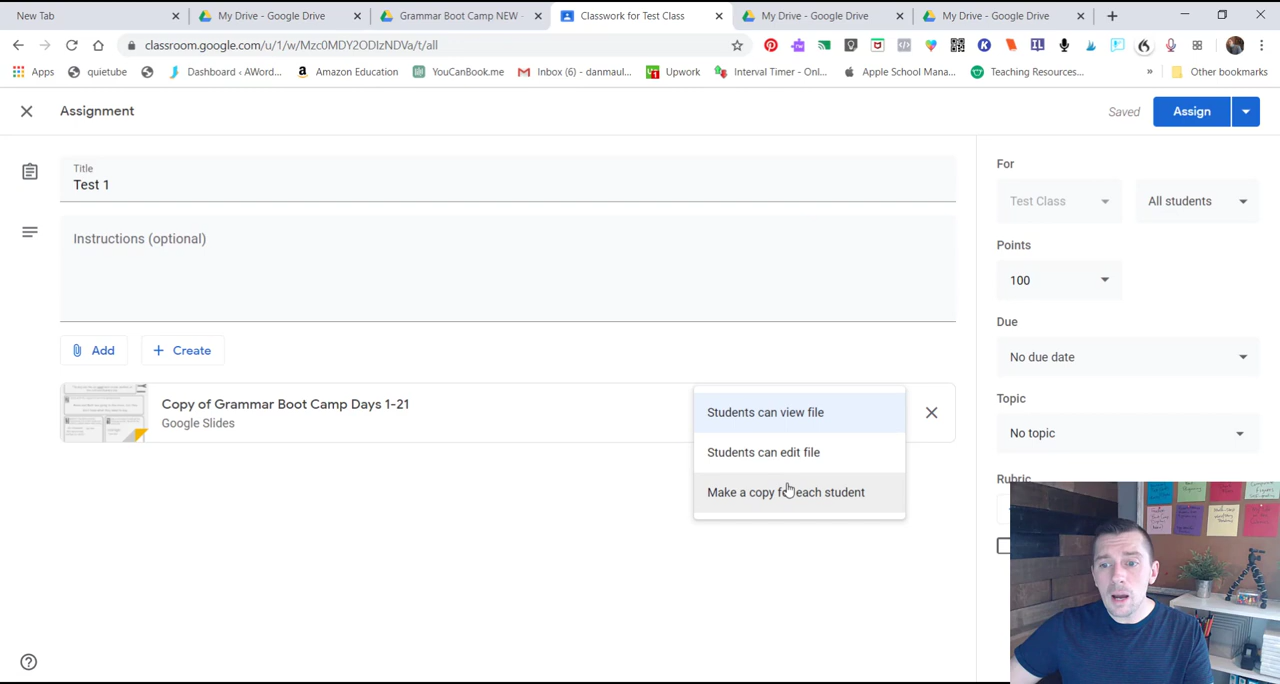 New Tab
My Drive - Google Drive
Grammar Boot Camp NEW -
Classwork for Test Class
My Drive - Google Drive
My Drive - Google Drive
classroom.google.com/u/1/w/Mzc0MDY2ODIzNDVa/t/all
Apps
quietube
Dashboard ‹ AWord...
Amazon Education
YouCanBook.me
Inbox (6) - danmaul...
Upwork
Interval Timer - Onl...
Apple School Mana...
Teaching Resources...
»
Other bookmarks
Assignment
Saved
Assign
Title
Test 1
Instructions (optional)
Add
Create
Copy of Grammar Boot Camp Days 1-21
Google Slides
Students can view file
Students can edit file
Make a copy for each student
For
Test Class
All students
Points
100
Due
No due date
Topic
No topic
Rubric